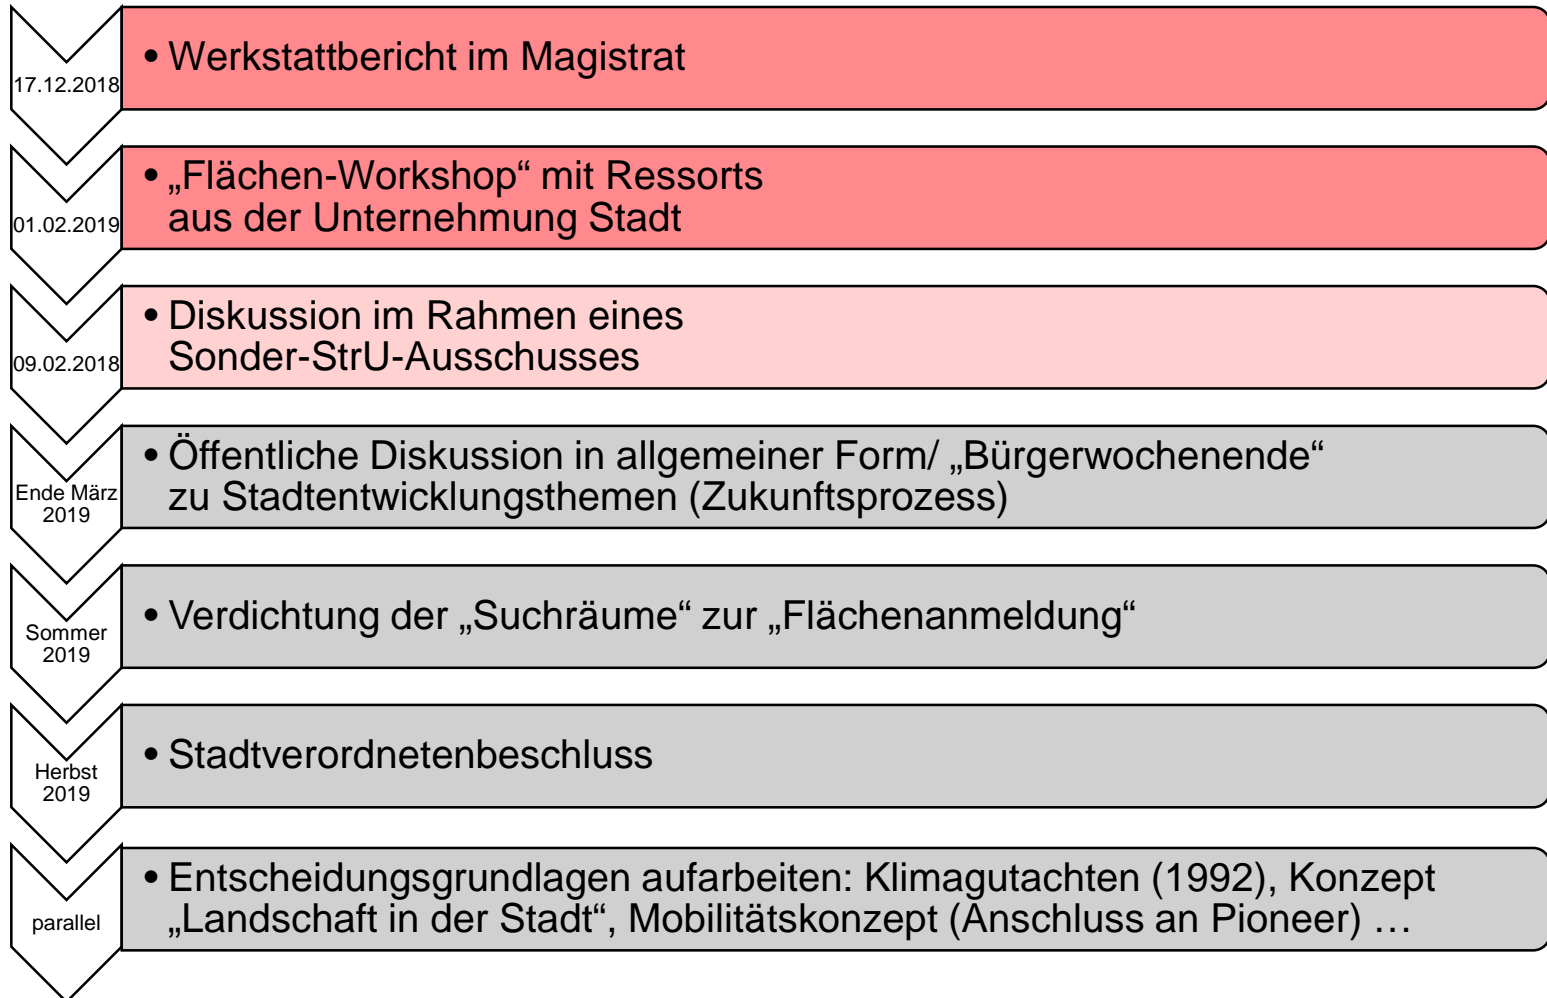 17.12.2018
• Werkstattbericht im Magistrat
01.02.2019
• „Flächen-Workshop“ mit Ressorts
aus der Unternehmung Stadt
09.02.2018
• Diskussion im Rahmen eines
Sonder-StrU-Ausschusses
Ende März
2019
• Öffentliche Diskussion in allgemeiner Form/ „Bürgerwochenende“
zu Stadtentwicklungsthemen (Zukunftsprozess)
Sommer
2019
• Verdichtung der „Suchräume“ zur „Flächenanmeldung“
Herbst
2019
• Stadtverordnetenbeschluss
parallel
• Entscheidungsgrundlagen aufarbeiten: Klimagutachten (1992), Konzept
„Landschaft in der Stadt“, Mobilitätskonzept (Anschluss an Pioneer) …